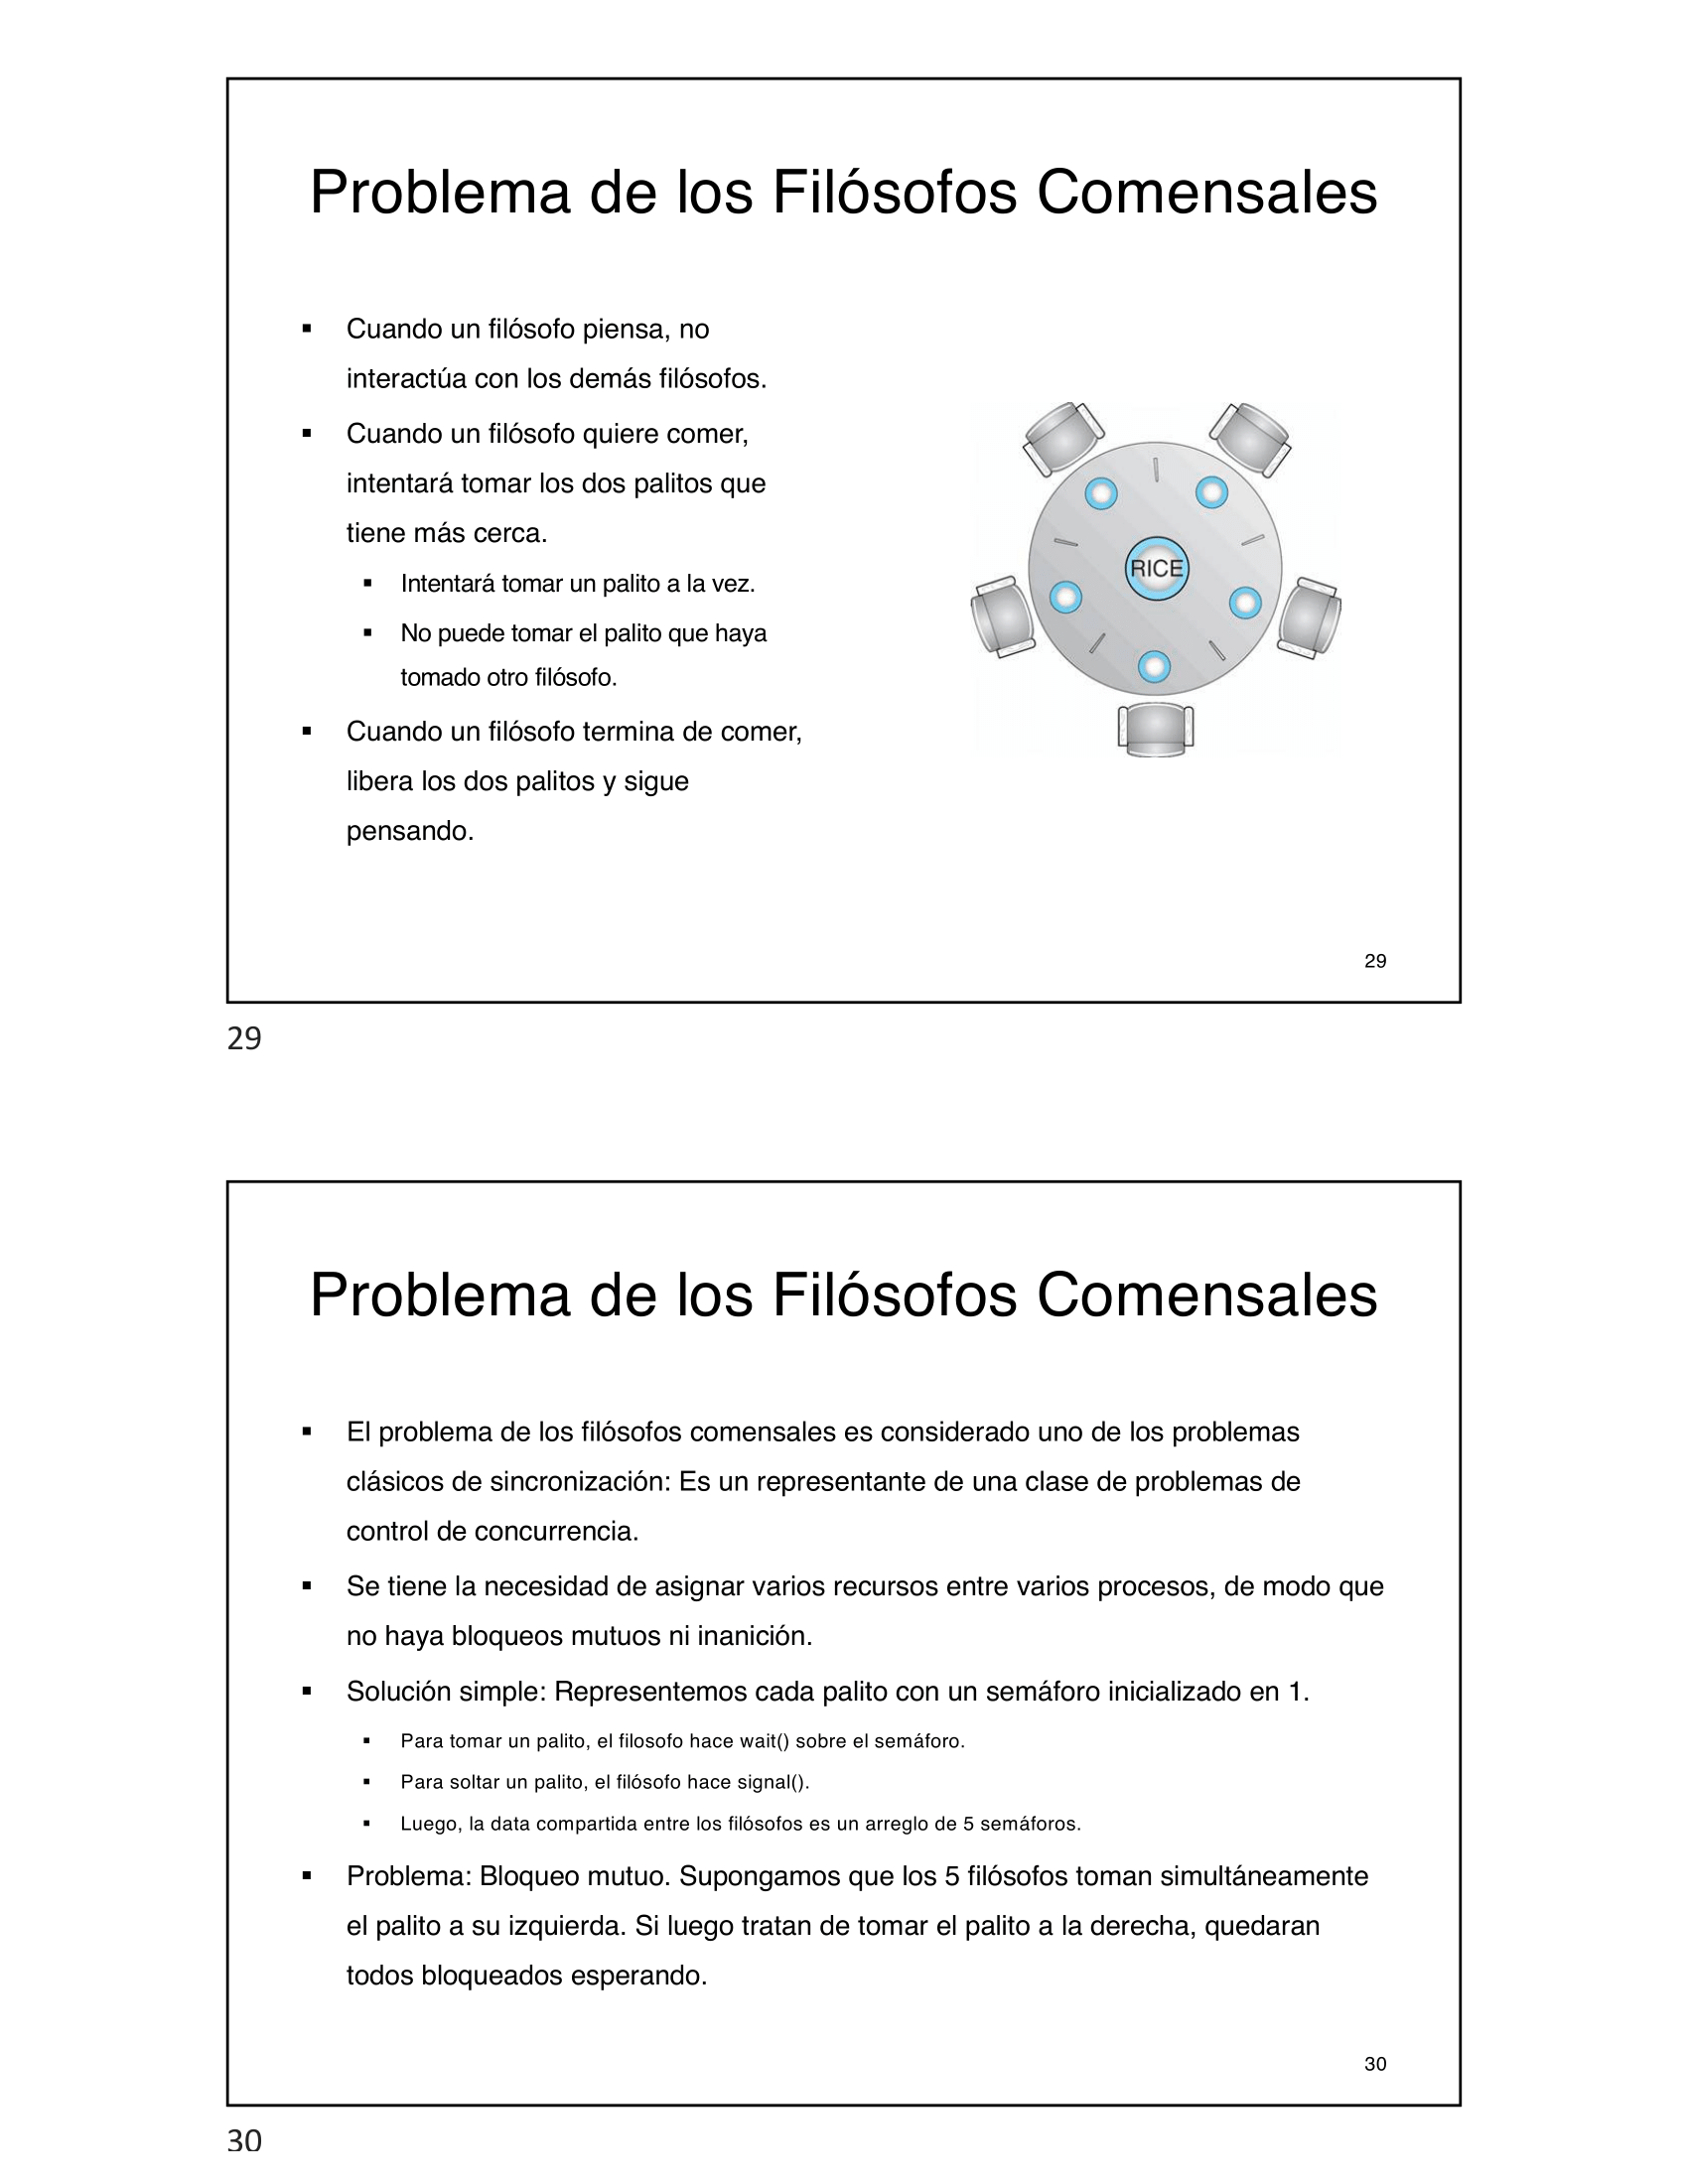 Problema de los Filósofos Comensales
▪ Cuando un filósofo piensa, no
interactúa con los demás filósofos.
▪ Cuando un filósofo quiere comer,
intentará tomar los dos palitos que
tiene más cerca.
▪ Intentará tomar un palito a la vez.
▪ No puede tomar el palito que haya
tomado otro filósofo.
▪ Cuando un filósofo termina de comer,
libera los dos palitos y sigue
pensando.
RICE
29
29
Problema de los Filósofos Comensales
▪ El problema de los filósofos comensales es considerado uno de los problemas
clásicos de sincronización: Es un representante de una clase de problemas de
control de concurrencia.
▪ Se tiene la necesidad de asignar varios recursos entre varios procesos, de modo que
no haya bloqueos mutuos ni inanición.
▪ Solución simple: Representemos cada palito con un semáforo inicializado en 1.
▪ Para tomar un palito, el filosofo hace wait() sobre el semáforo.
▪ Para soltar un palito, el filósofo hace signal().
▪ Luego, la data compartida entre los filósofos es un arreglo de 5 semáforos.
▪ Problema: Bloqueo mutuo. Supongamos que los 5 filósofos toman simultáneamente
el palito a su izquierda. Si luego tratan de tomar el palito a la derecha, quedaran
todos bloqueados esperando.
30
30